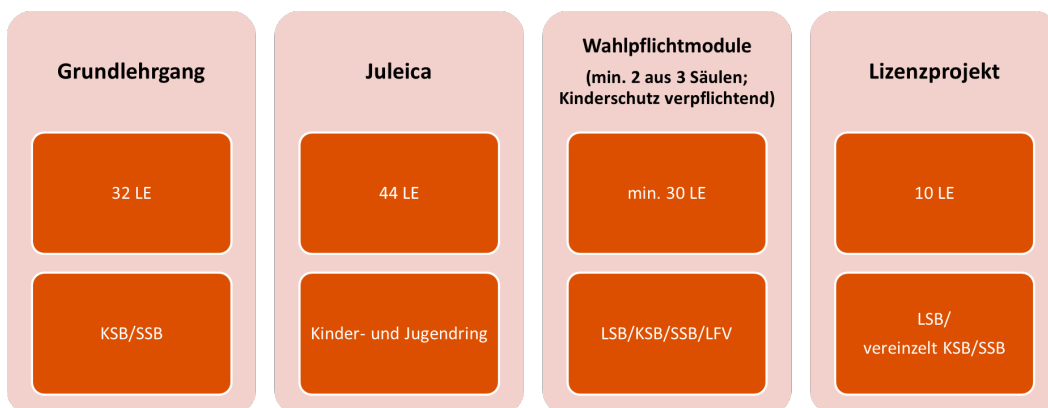 Grundlehrgang
32 LE
KSB/SSB
Juleica
44 LE
Kinder- und Jugendring
Wahlpflichtmodule
(min. 2 aus 3 Säulen;
Kinderschutz verpflichtend)
min. 30 LE
LSB/KSB/SSB/LFV
Lizenzprojekt
10 LE
LSB/
vereinzelt KSB/SSB